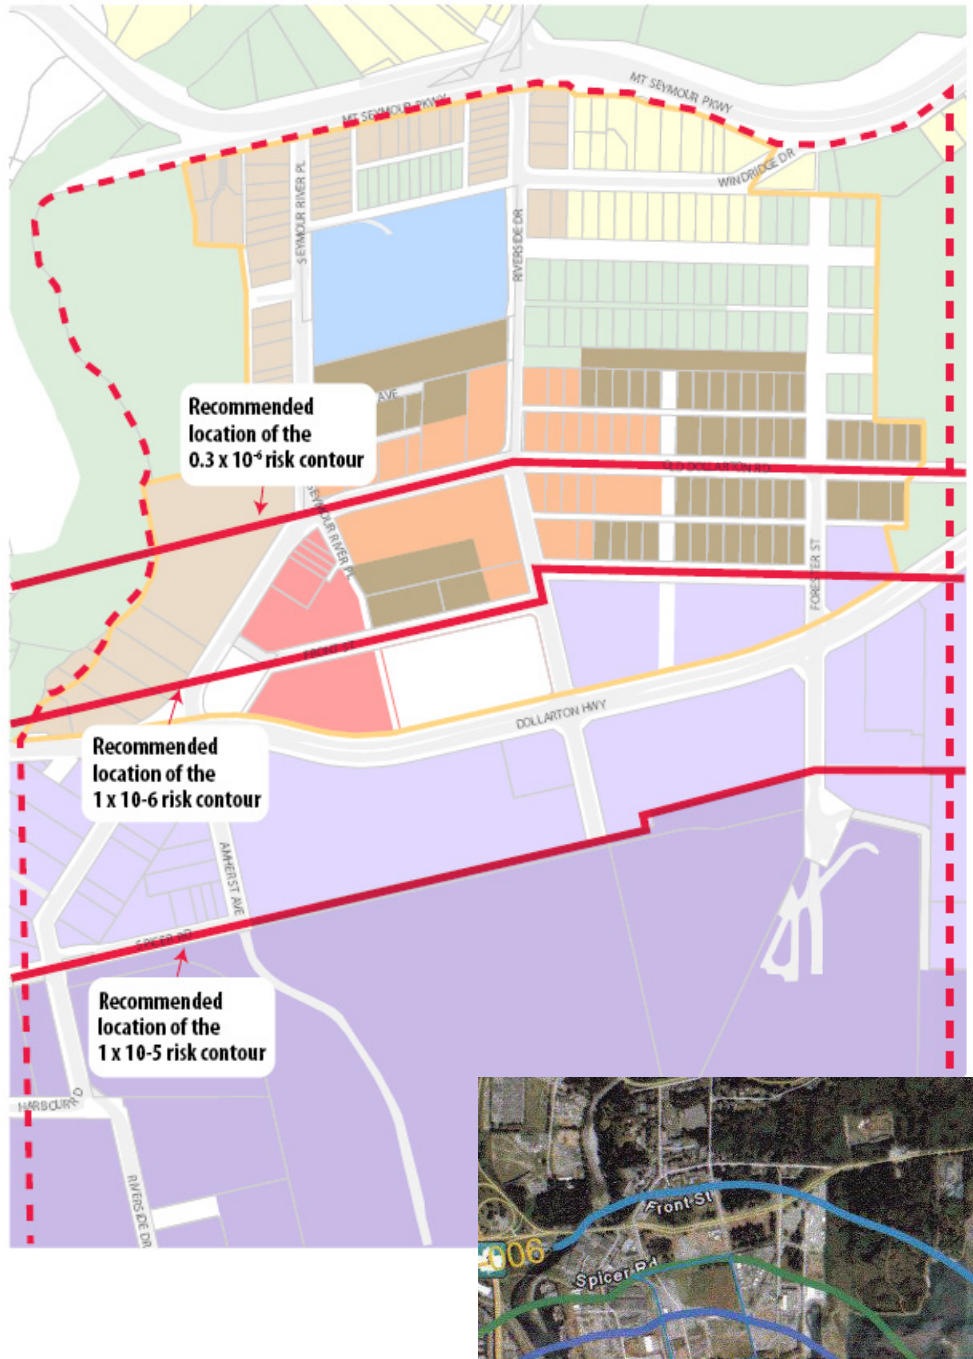 MT SEYMOUR PKWY
MT SEYMOUR PKWY
WINDRIDGE DR
SEYMOUR RIVER PL
RIVERSIDE DR
AVE
Recommended
location of the
0.3 x 10⁻⁶ risk contour
OLD DOLLARTON RD
SEYMOUR RIVER PL
FORESTER ST
FRONT ST
DOLLARTON HWY
Recommended
location of the
1 x 10-6 risk contour
AMHERST AVE
SPICER RD
Recommended
location of the
1 x 10-5 risk contour
HARBOUR RD
RIVERSIDE DR
Front St
-006
Spicer Rd